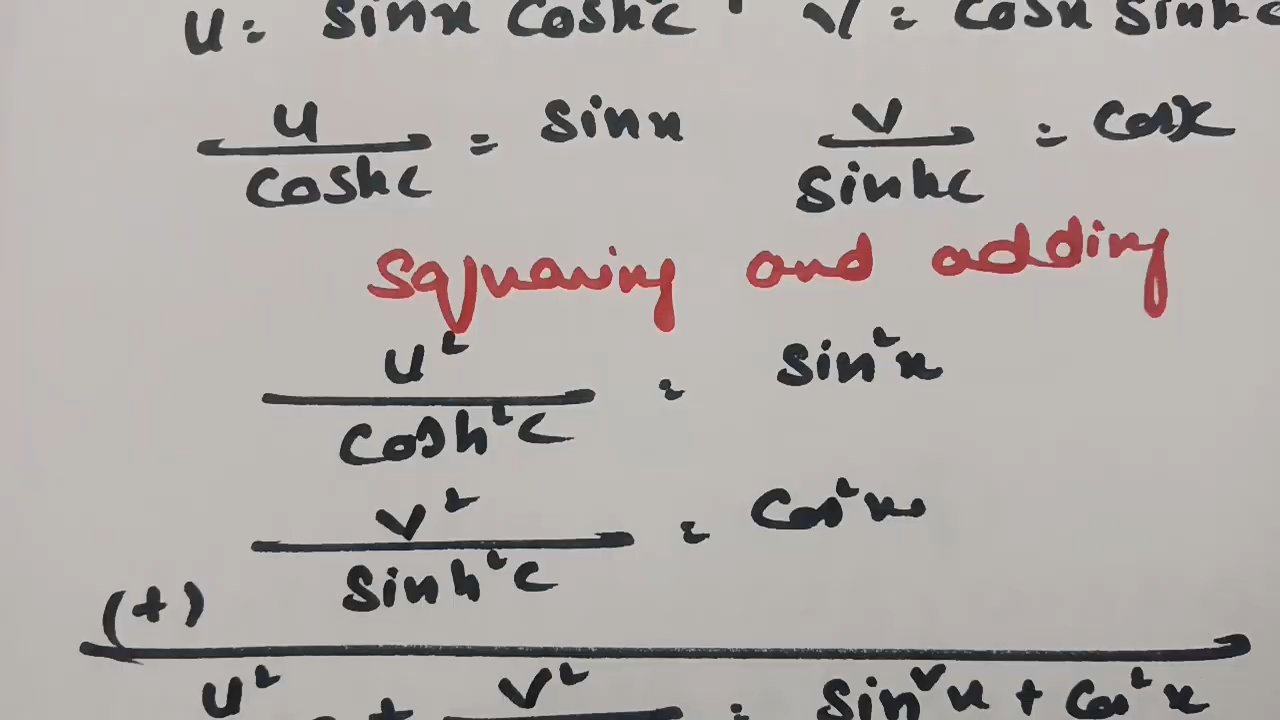 u = sinx coshc, v = cosx sinhc
u/coshc = sinx v/sinhc = cosx
squaring and adding
u²/cosh²c = sin²x
v²/sinh²c = cos²x
(+)
u² + v² = sin²x + cos²x